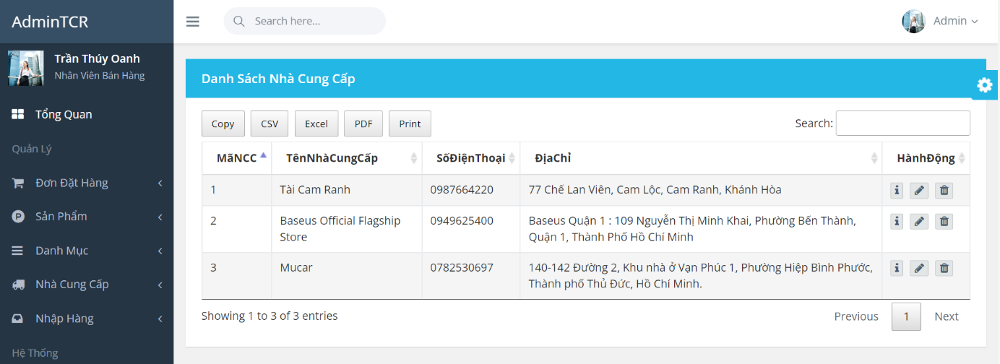 AdminTCR
Search here...
Admin
Trần Thúy Oanh
Nhân Viên Bán Hàng
Tổng Quan
Quản Lý
Đơn Đặt Hàng
Sản Phẩm
Danh Mục
Nhà Cung Cấp
Nhập Hàng
Hệ Thống
Danh Sách Nhà Cung Cấp
Copy CSV Excel PDF Print Search:
MãNCC TênNhàCungCấp SốĐiệnThoại ĐịaChỉ HànhĐộng
1 Tài Cam Ranh 0987664220 77 Chế Lan Viên, Cam Lộc, Cam Ranh, Khánh Hòa
2 Baseus Official Flagship 0949625400 Baseus Quận 1 : 109 Nguyễn Thị Minh Khai, Phường Bến Thành,
Store Quận 1, Thành Phố Hồ Chí Minh
3 Mucar 0782530697 140-142 Đường 2, Khu nhà ở Vạn Phúc 1, Phường Hiệp Bình Phước,
Thành phố Thủ Đức, Hồ Chí Minh.
Showing 1 to 3 of 3 entries
Previous 1 Next